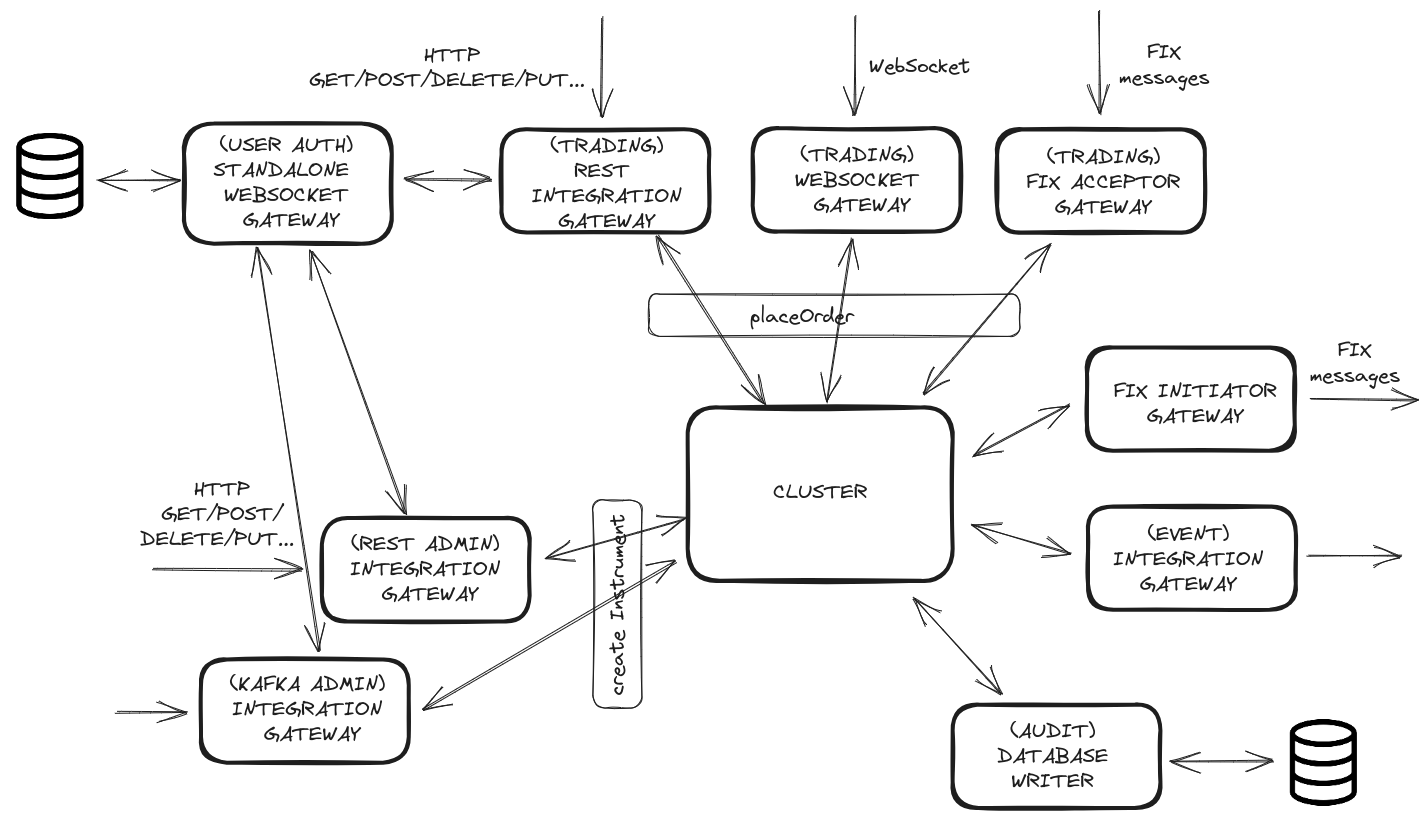 HTTP
GET/POST/DELETE/PUT...
WebSocket
FIX
messages
(USER AUTH)
STANDALONE
WEBSOCKET
GATEWAY
(TRADING)
REST
INTEGRATION
GATEWAY
(TRADING)
WEBSOCKET
GATEWAY
(TRADING)
FIX ACCEPTOR
GATEWAY
placeOrder
FIX INITIATOR
GATEWAY
FIX
messages
CLUSTER
HTTP
GET/POST/
DELETE/PUT...
(REST ADMIN)
INTEGRATION
GATEWAY
create Instrument
(EVENT)
INTEGRATION
GATEWAY
(KAFKA ADMIN)
INTEGRATION
GATEWAY
(AUDIT)
DATABASE
WRITER